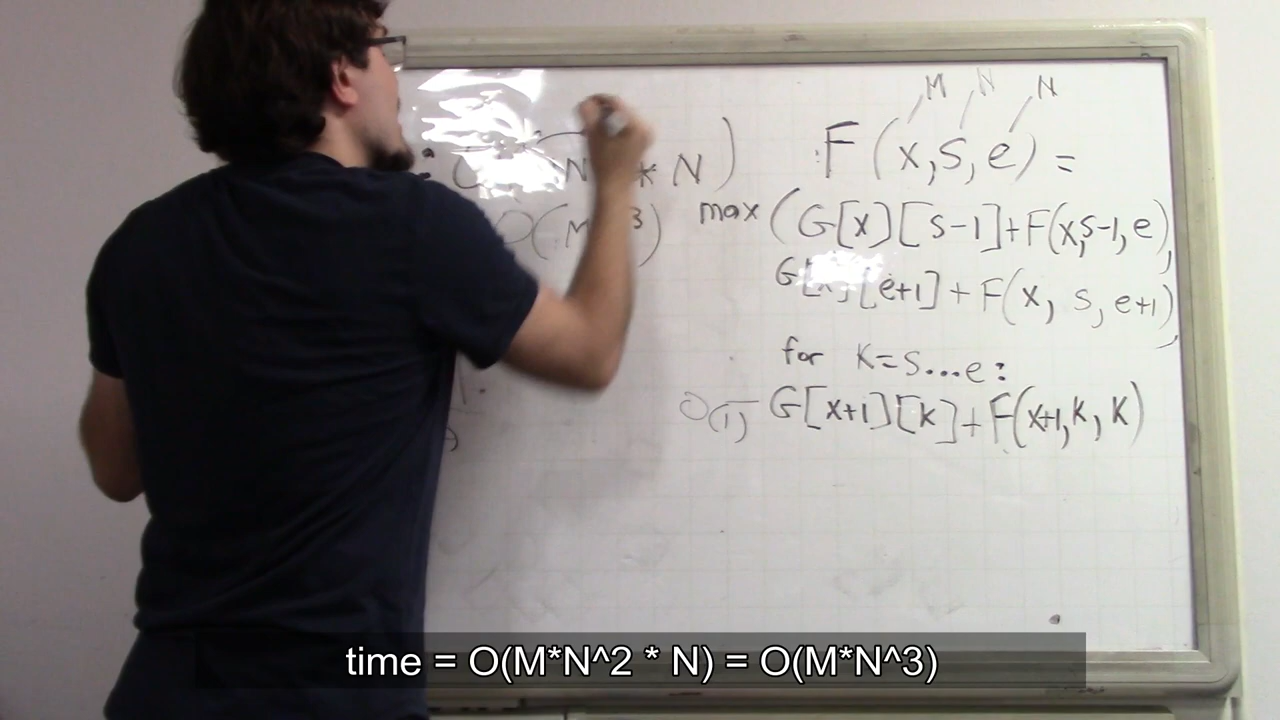 M N N
F(x,s,e) =
max(G[x][s-1]+F(x,s-1,e),
G[x][e+1]+F(x, s, e+1),
for K=s...e:
O(1) G[x+1][k]+F(x+1,k,k)
N * N)
O(M 3)
time = O(M*N^2 * N) = O(M*N^3)